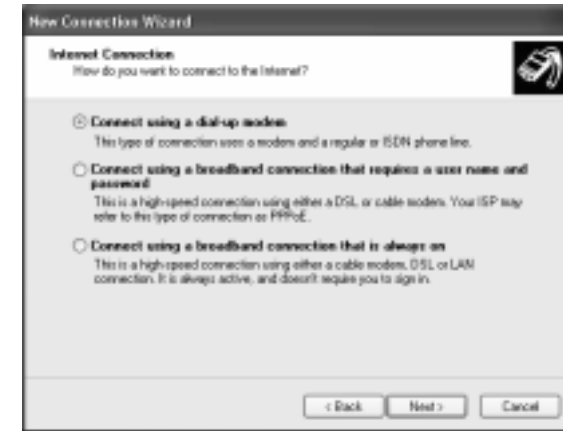 New Connection Wizard
Internet Connection
How do you want to connect to the Internet?
Connect using a dial-up modem
This type of connection uses a modem and a regular or ISDN phone line.
Connect using a broadband connection that requires a user name and
password
This is a high-speed connection using either a DSL or cable modem. Your ISP may
refer to this type of connection as PPPoE.
Connect using a broadband connection that is always on
This is a high-speed connection using either a cable modem, DSL or LAN
connection. It is always active, and doesn't require you to sign in.
< Back
Next >
Cancel